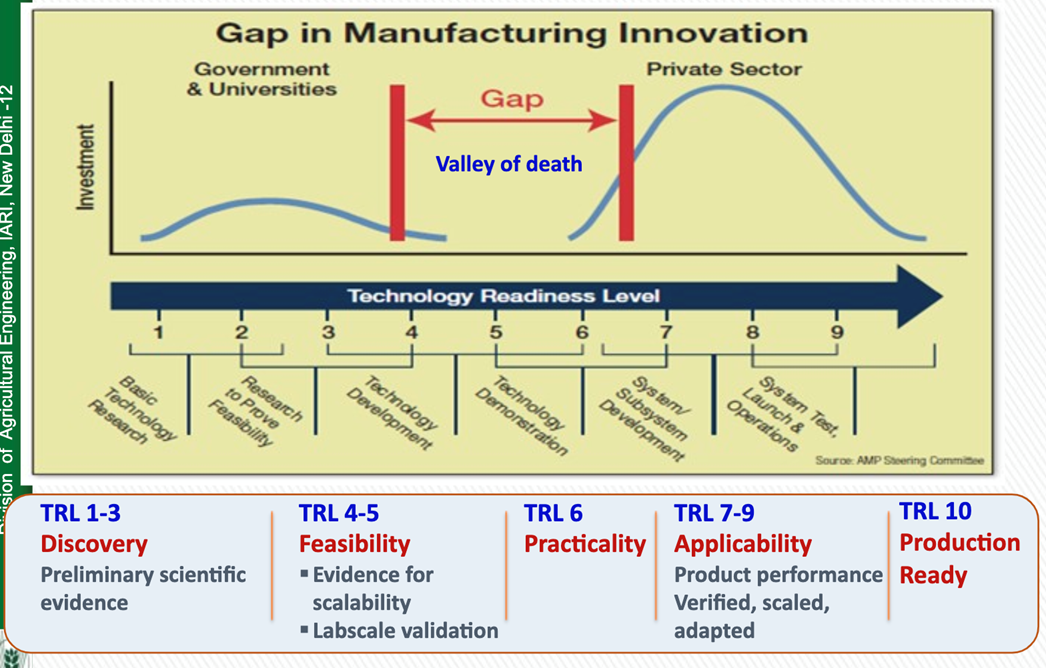 Division of Agricultural Engineering, IARI, New Delhi -12
Gap in Manufacturing Innovation
Government
& Universities
Private Sector
Gap
Valley of death
Investment
Technology Readiness Level
1 2 3 4 5 6 7 8 9
Basic
Technology
Research
Research
to Prove
Feasibility
Technology
Development
Technology
Demonstration
System/
Subsystem
Development
System Test,
Launch &
Operations
Source: AMP Steering Committee
TRL 1-3
Discovery
Preliminary scientific
evidence
TRL 4-5
Feasibility
▪ Evidence for
scalability
▪ Labscale validation
TRL 6
Practicality
TRL 7-9
Applicability
Product performance
Verified, scaled,
adapted
TRL 10
Production
Ready